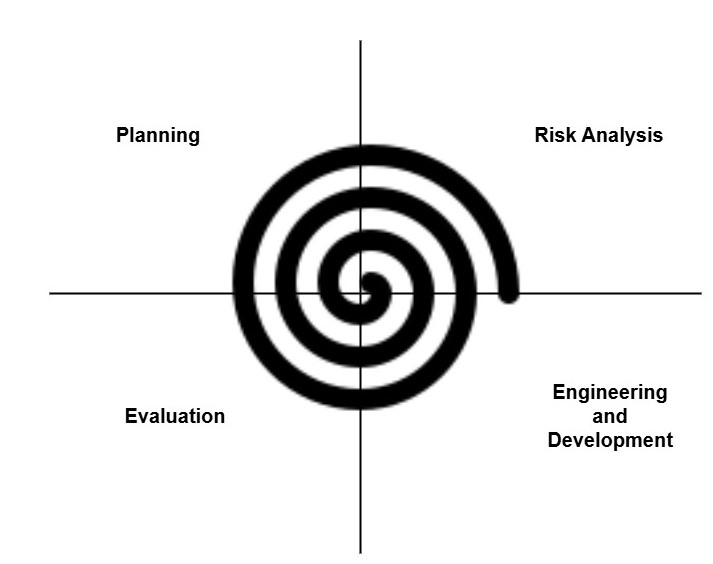 Planning
Risk Analysis
Evaluation
Engineering
and
Development